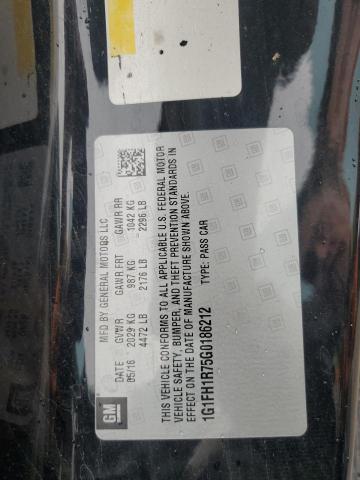 GM
MFD BY GENERAL MOTORS LLC
DATE GVWR GAWR FRT GAWR RR
05/16 2029 KG 987 KG 1042 KG
4472 LB 2176 LB 2296 LB
THIS VEHICLE CONFORMS TO ALL APPLICABLE U.S. FEDERAL MOTOR
VEHICLE SAFETY, BUMPER, AND THEFT PREVENTION STANDARDS IN
EFFECT ON THE DATE OF MANUFACTURE SHOWN ABOVE.
1G1FH1R75G0186212 TYPE: PASS CAR